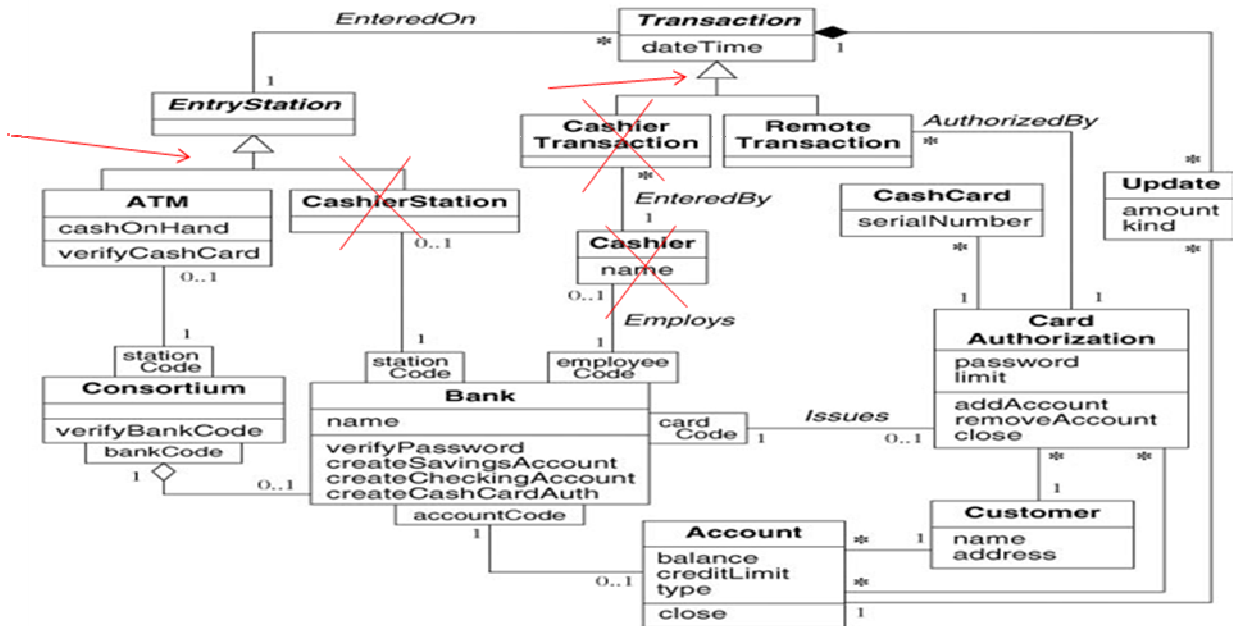 EnteredOn
Transaction
dateTime
*
1
1
EntryStation
Cashier
Transaction
Remote
Transaction
AuthorizedBy
*
*
*
EnteredBy
1
ATM
cashOnHand
verifyCashCard
0..1
CashierStation
0..1
Cashier
name
0..1
Employs
1
CashCard
serialNumber
*
Update
amount
kind
*
1
1
1
1
station
Code
Consortium
verifyBankCode
bankCode
1
0..1
station
Code
employee
Code
Bank
name
verifyPassword
createSavingsAccount
createCheckingAccount
createCashCardAuth
accountCode
1
0..1
card
Code
1
Issues
0..1
Card
Authorization
password
limit
addAccount
removeAccount
close
*
*
1
Customer
name
address
1
*
*
1
Account
balance
creditLimit
type
close